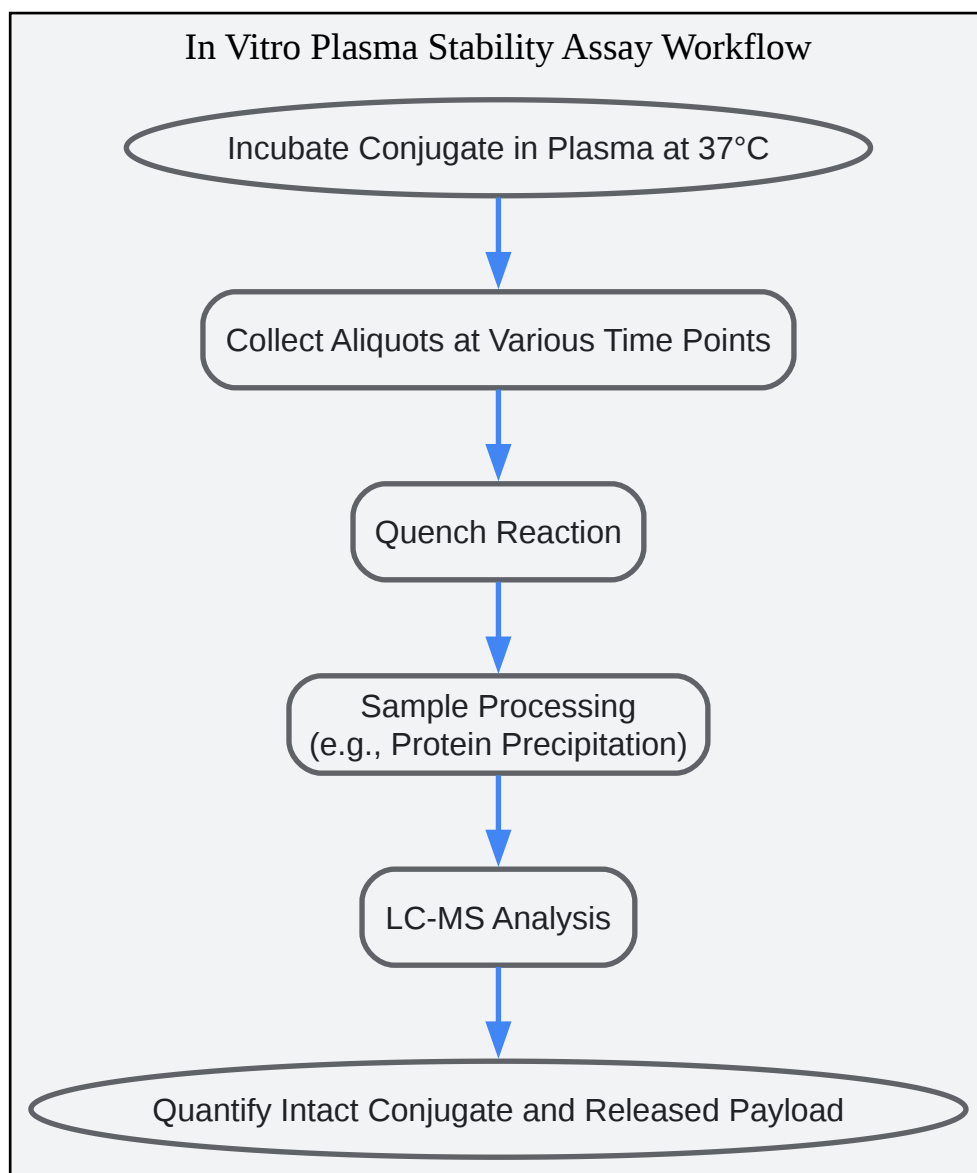 In Vitro Plasma Stability Assay Workflow
Incubate Conjugate in Plasma at 37°C
Collect Aliquots at Various Time Points
Quench Reaction
Sample Processing
(e.g., Protein Precipitation)
LC-MS Analysis
Quantify Intact Conjugate and Released Payload